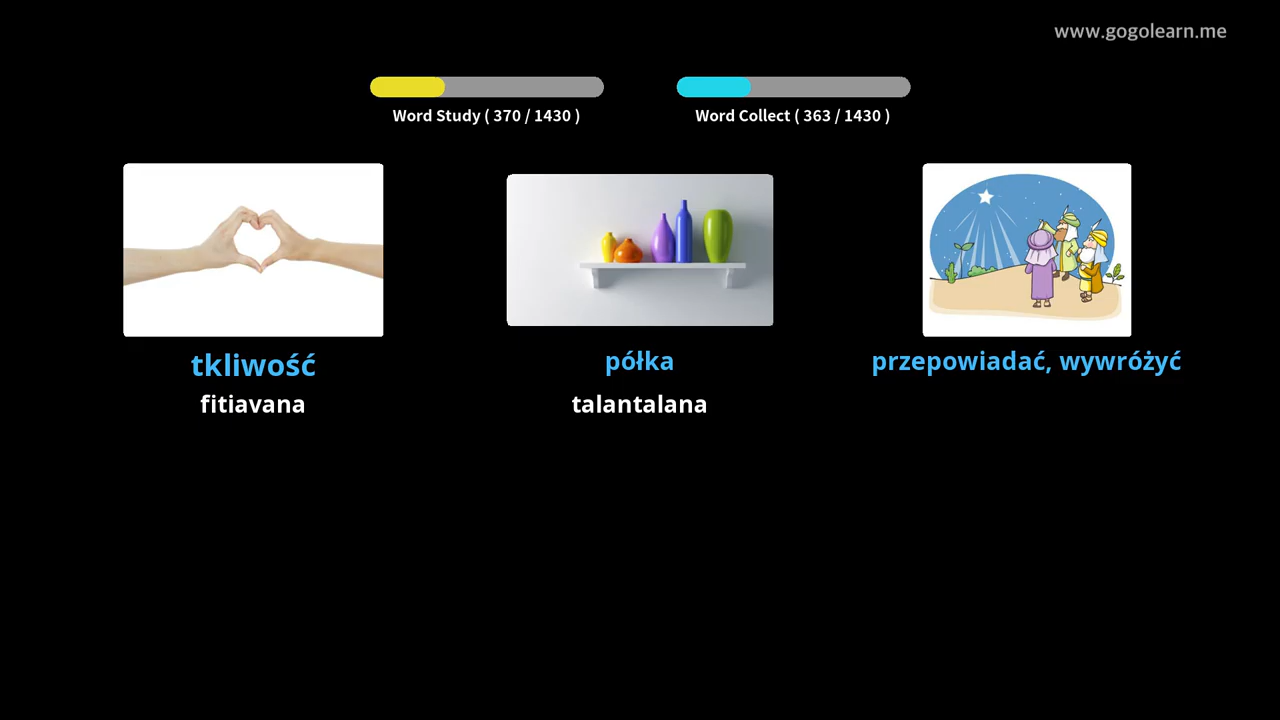 www.gogolearn.me
Word Study ( 370 / 1430 )
Word Collect ( 363 / 1430 )
tkliwość
fitiavana
półka
talantalana
przepowiadać, wywróżyć